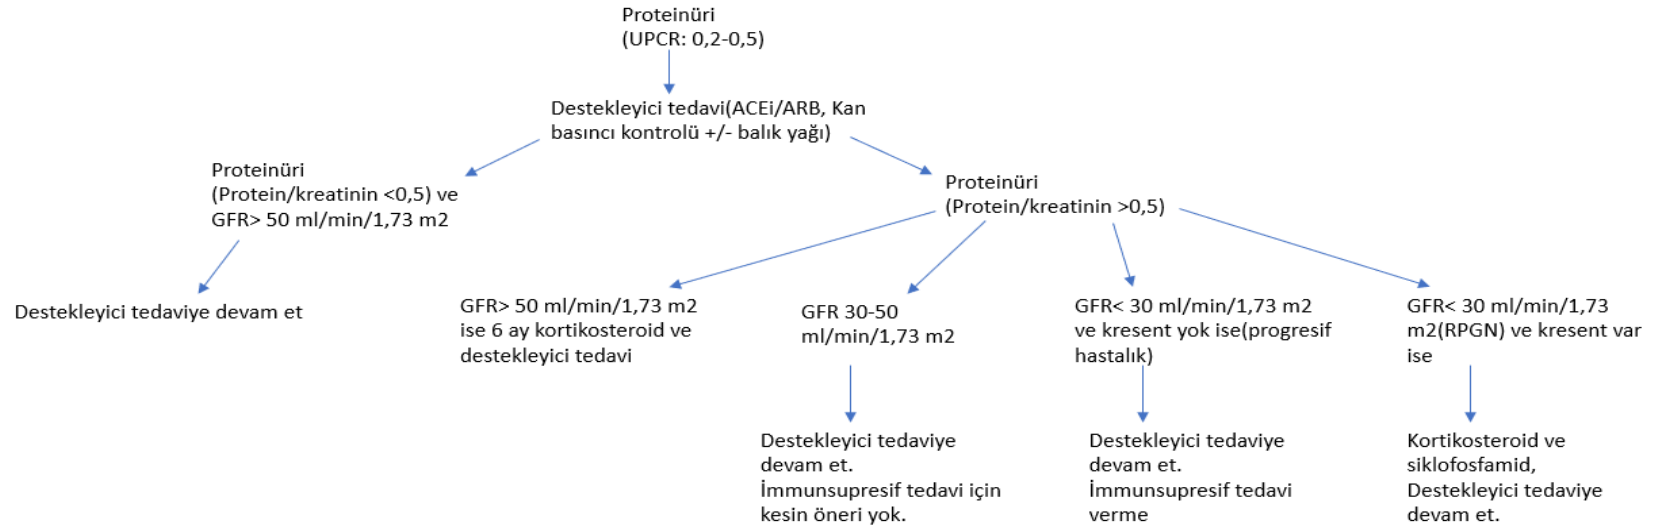 Proteinüri
(UPCR: 0,2-0,5)
Destekleyici tedavi(ACEi/ARB, Kan
basıncı kontrolü +/- balık yağı)
Proteinüri
(Protein/kreatinin <0,5) ve
GFR> 50 ml/min/1,73 m2
Proteinüri
(Protein/kreatinin >0,5)
Destekleyici tedaviye devam et
GFR> 50 ml/min/1,73 m2
ise 6 ay kortikosteroid ve
destekleyici tedavi
GFR 30-50
ml/min/1,73 m2
GFR< 30 ml/min/1,73 m2
ve kresent yok ise(progresif
hastalık)
GFR< 30 ml/min/1,73
m2(RPGN) ve kresent var
ise
Destekleyici tedaviye
devam et.
İmmunsupresif tedavi için
kesin öneri yok.
Destekleyici tedaviye
devam et.
İmmunsupresif tedavi
verme
Kortikosteroid ve
siklofosfamid,
Destekleyici tedaviye
devam et.